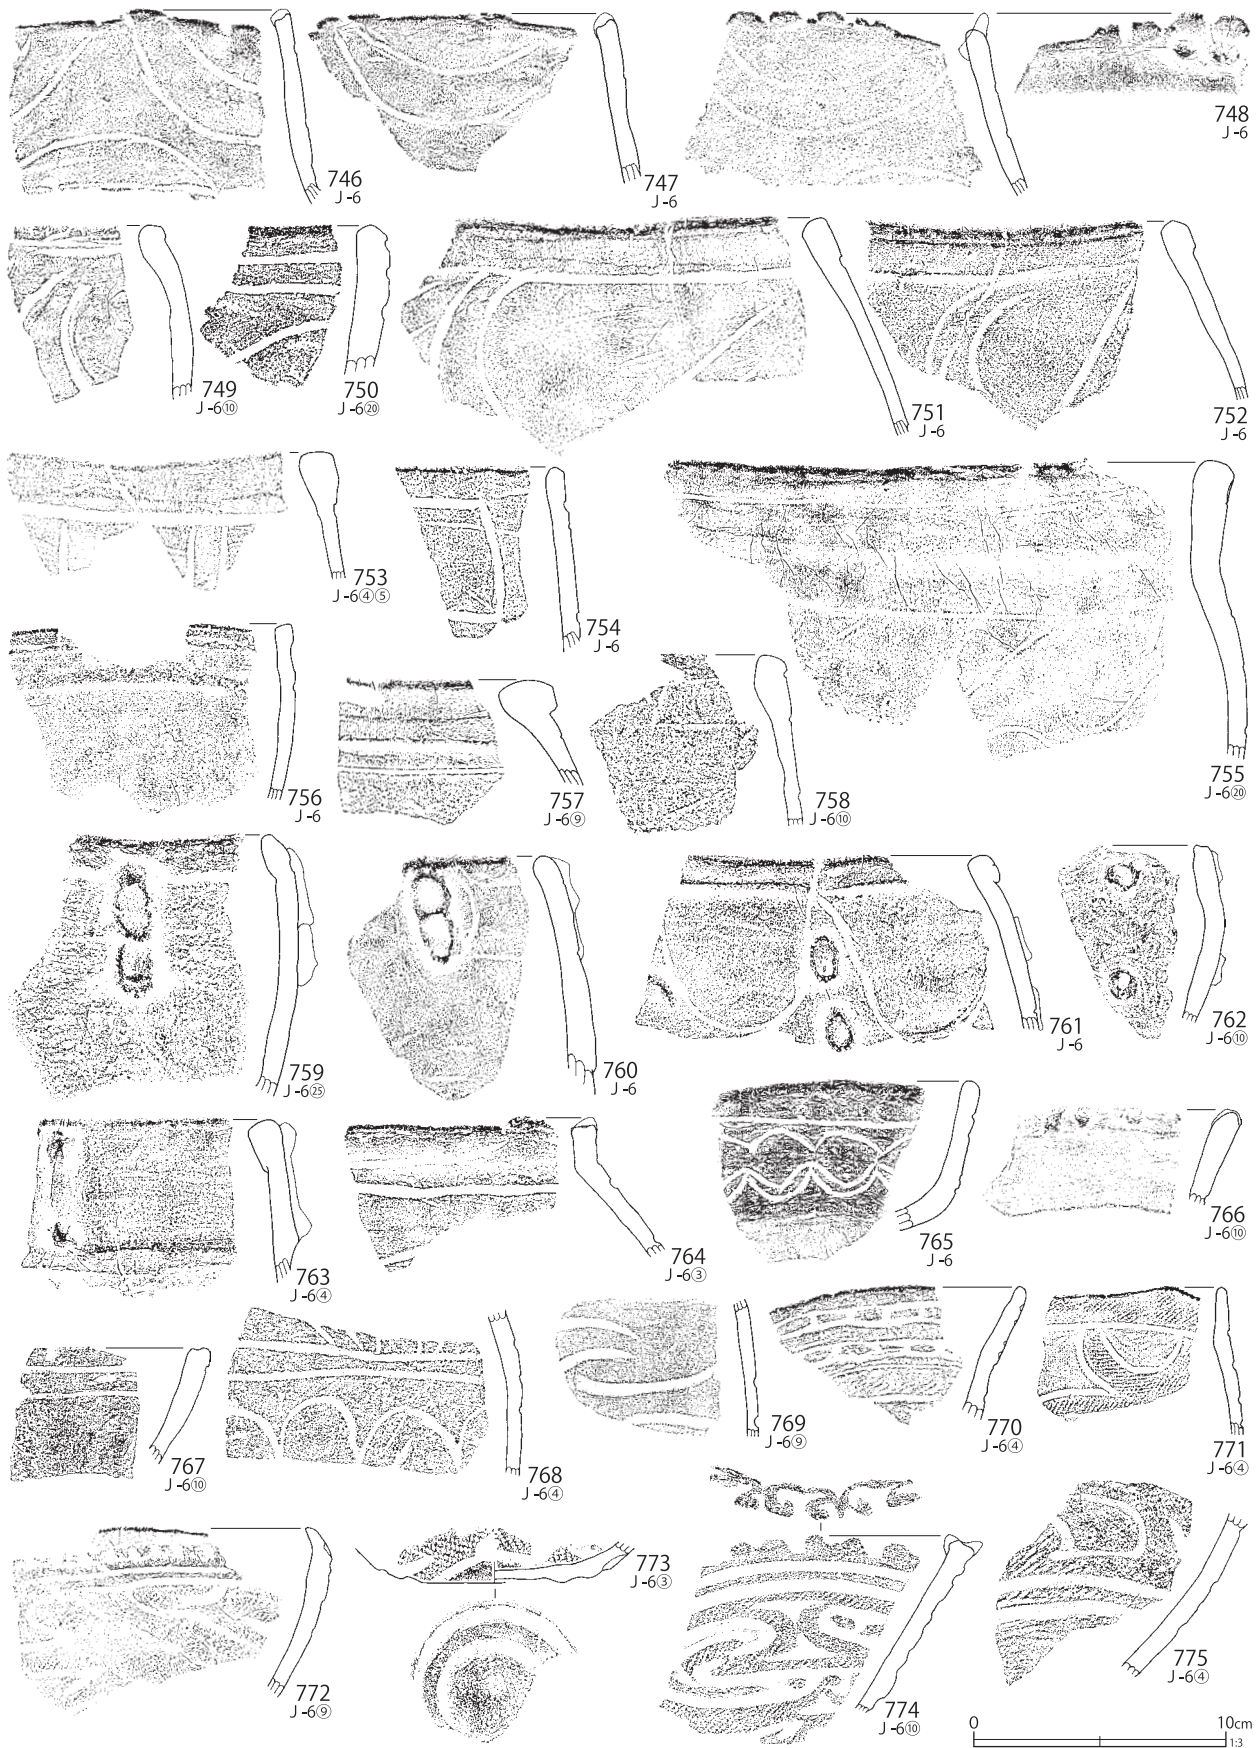 746
J-6
747
J-6
748
J-6
749
J-6⑩
750
J-6⑳
751
J-6
752
J-6
753
J-6④⑤
754
J-6
755
J-6⑳
756
J-6
757
J-6⑨
758
J-6⑩
759
J-6㉕
760
J-6
761
J-6
762
J-6⑩
763
J-6④
764
J-6③
765
J-6
766
J-6⑩
767
J-6⑩
768
J-6④
769
J-6⑨
770
J-6④
771
J-6④
772
J-6⑨
773
J-6③
774
J-6⑩
775
J-6④
0 10cm
1:3